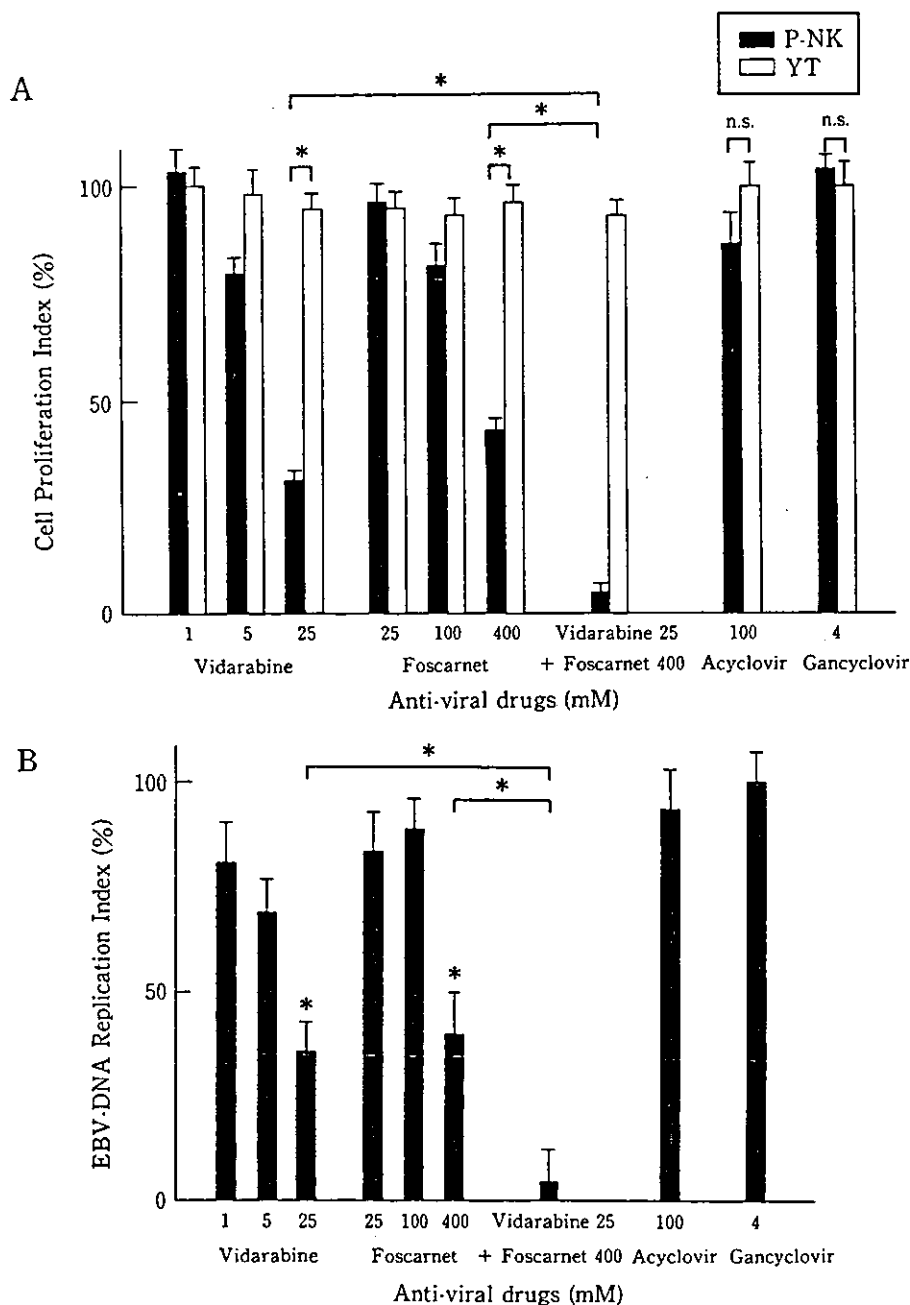 P-NK
YT
A
*
*
n.s.
n.s.
*
*
100
50
0
Cell Proliferation Index (%)
1 5 25 25 100 400 Vidarabine 25 100 4
Vidarabine Foscarnet + Foscarnet 400 Acyclovir Gancyclovir
Anti-viral drugs (mM)
B
*
*
100
*
*
50
0
EBV-DNA Replication Index (%)
1 5 25 25 100 400 Vidarabine 25 100 4
Vidarabine Foscarnet + Foscarnet 400 Acyclovir Gancyclovir
Anti-viral drugs (mM)